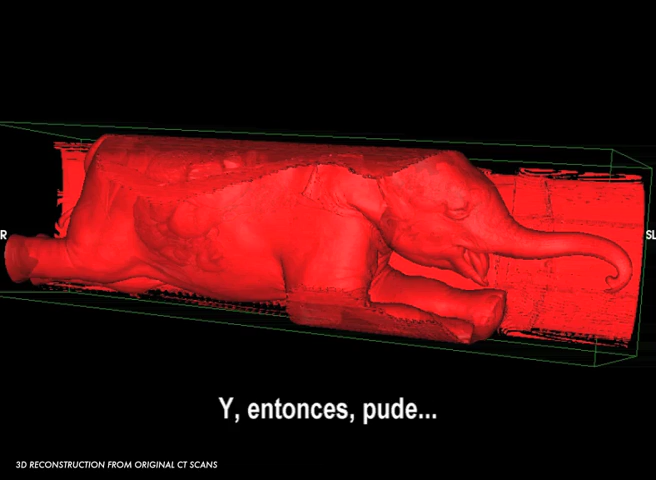 R
SL
Y, entonces, pude...
3D RECONSTRUCTION FROM ORIGINAL CT SCANS